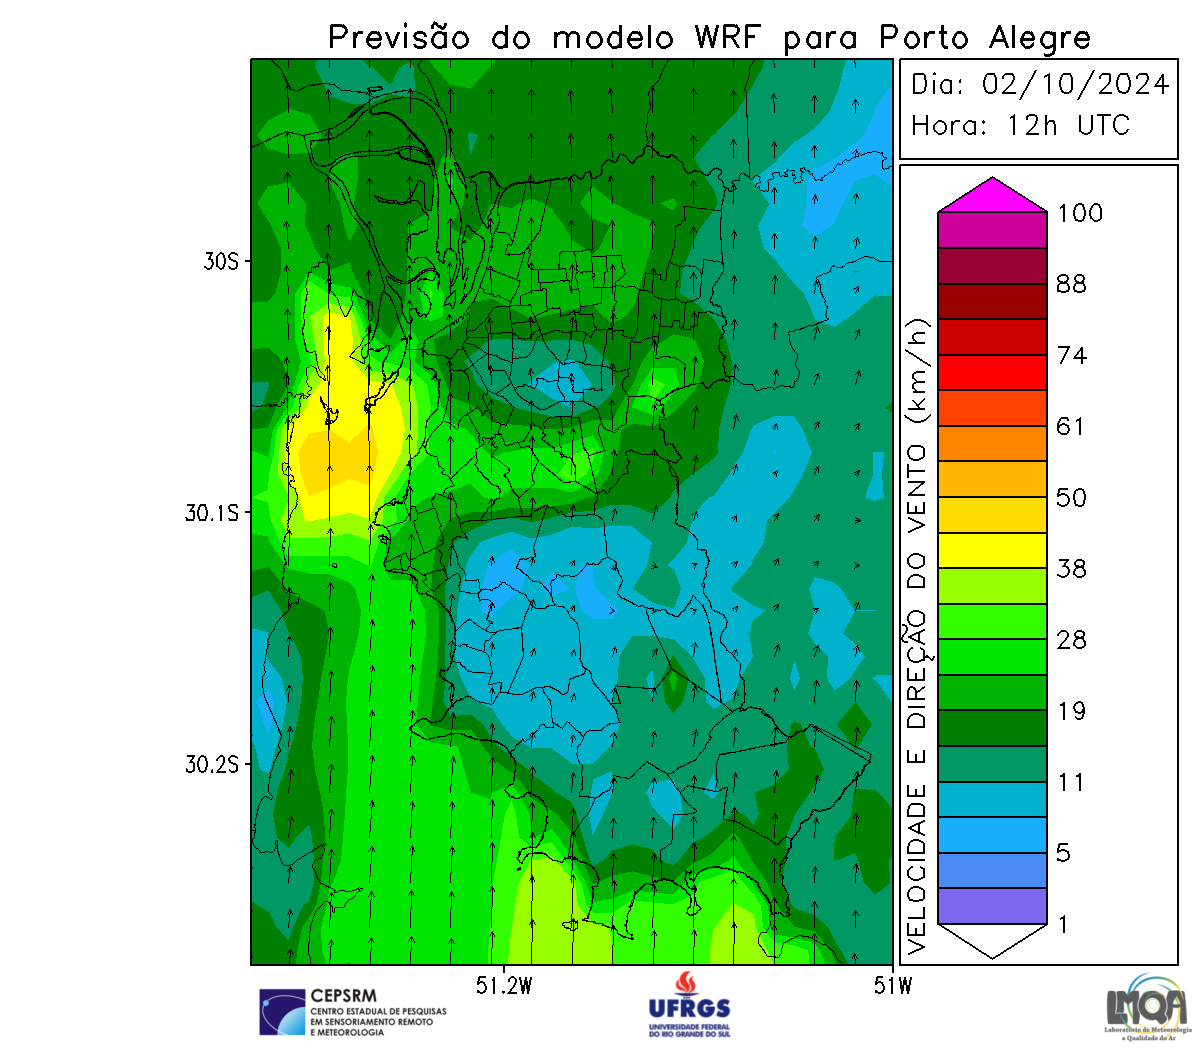 Previsão do modelo WRF para Porto Alegre
Dia: 02/10/2024
Hora: 12h UTC
VELOCIDADE E DIREÇÃO DO VENTO (km/h)
100
88
74
61
50
38
28
19
11
5
1
30S
30.1S
30.2S
51.2W
51W
CEPSRM
CENTRO ESTADUAL DE PESQUISAS
EM SENSORIAMENTO REMOTO
E METEOROLOGIA
UFRGS
UNIVERSIDADE FEDERAL
DO RIO GRANDE DO SUL
LMQA
Laboratório de Meteorologia
e Qualidade do Ar